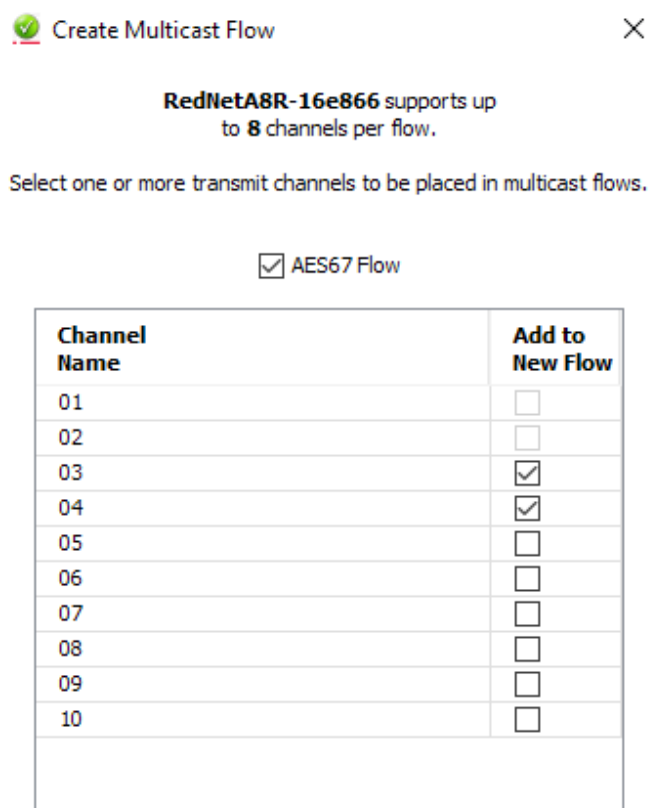 Create Multicast Flow
RedNetA8R-16e866 supports up
to 8 channels per flow.
Select one or more transmit channels to be placed in multicast flows.
AES67 Flow
Channel
Name
Add to
New Flow
01
02
03
04
05
06
07
08
09
10